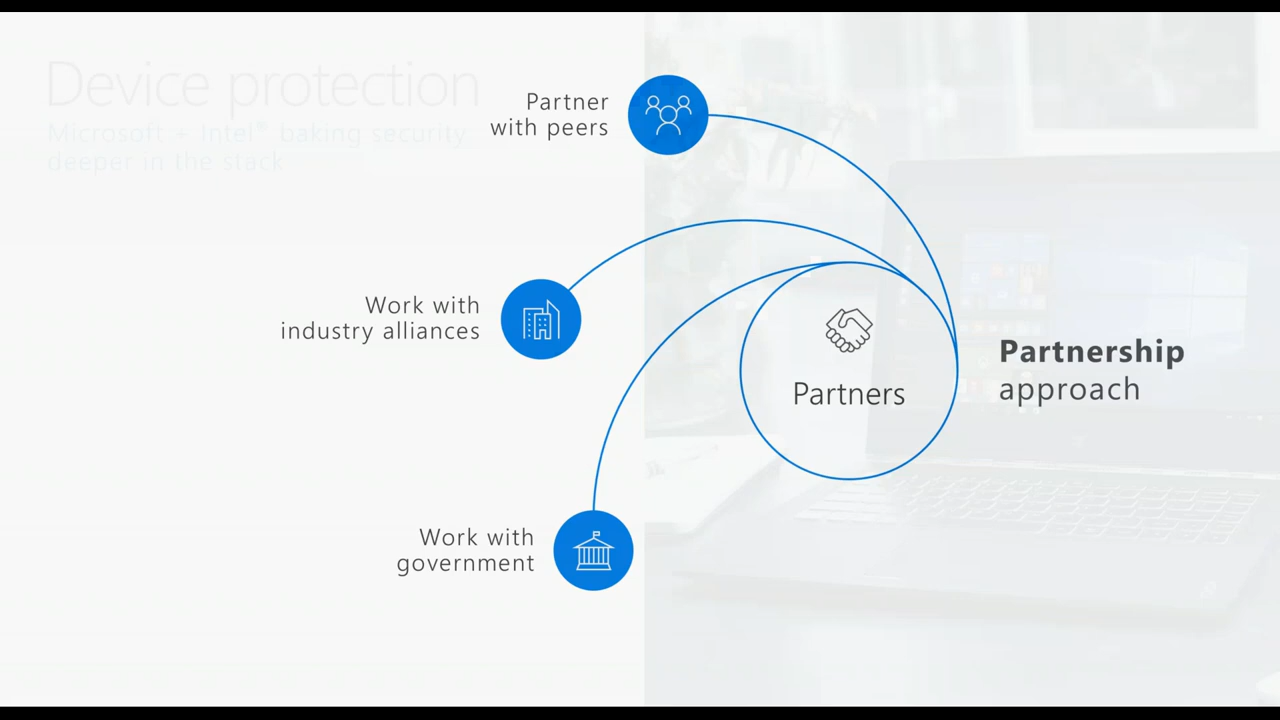 Device protection
Microsoft + Intel® baking security
deeper in the stack
Partner
with peers
Work with
industry alliances
Work with
government
Partners
Partnership
approach